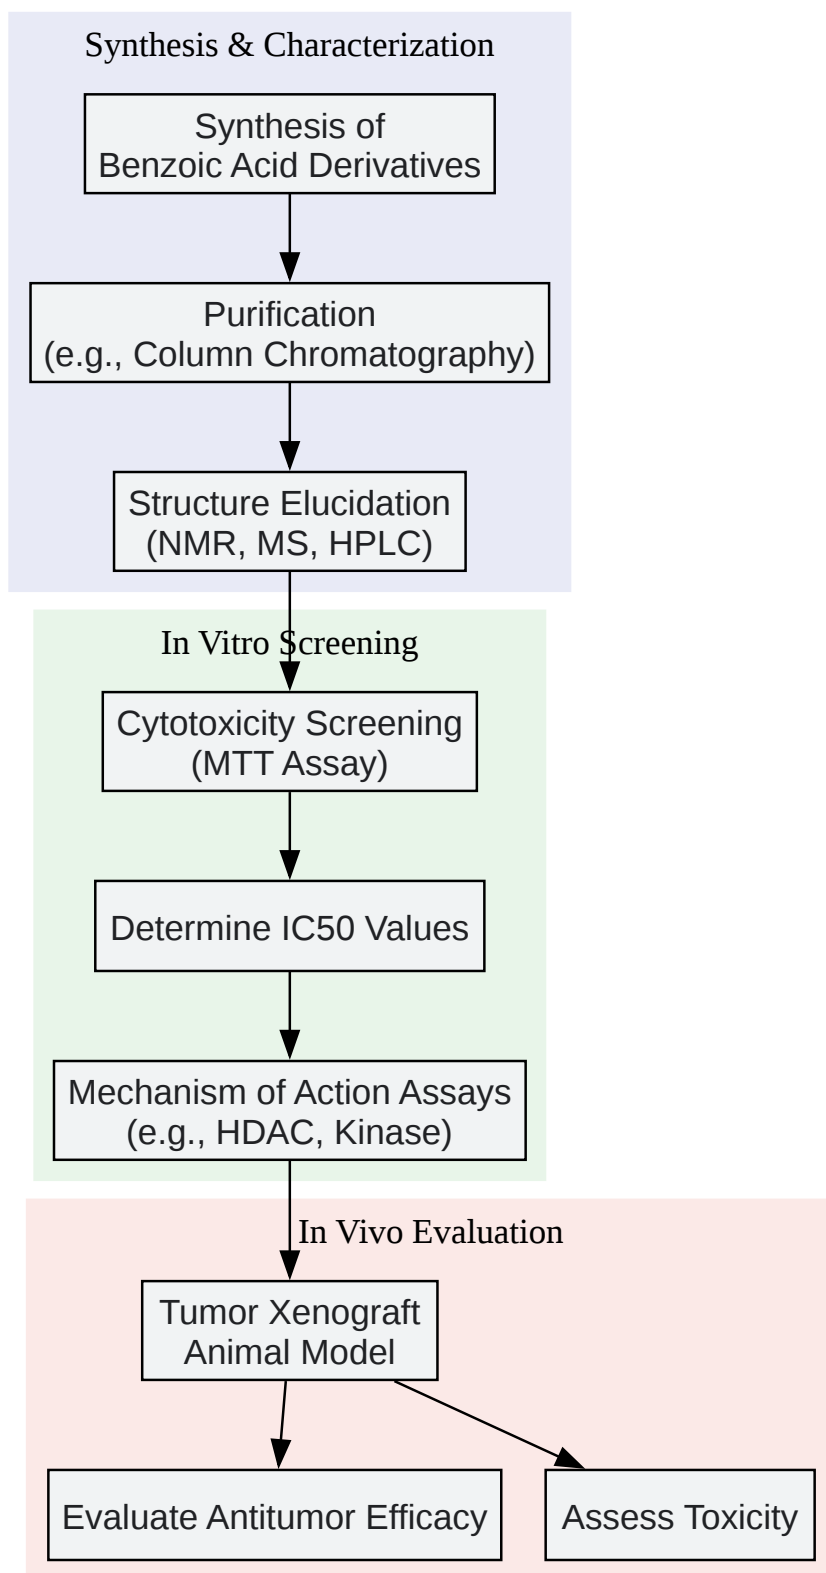 Synthesis & Characterization
Synthesis of
Benzoic Acid Derivatives
Purification
(e.g., Column Chromatography)
Structure Elucidation
(NMR, MS, HPLC)
In Vitro Screening
Cytotoxicity Screening
(MTT Assay)
Determine IC50 Values
Mechanism of Action Assays
(e.g., HDAC, Kinase)
In Vivo Evaluation
Tumor Xenograft
Animal Model
Evaluate Antitumor Efficacy
Assess Toxicity